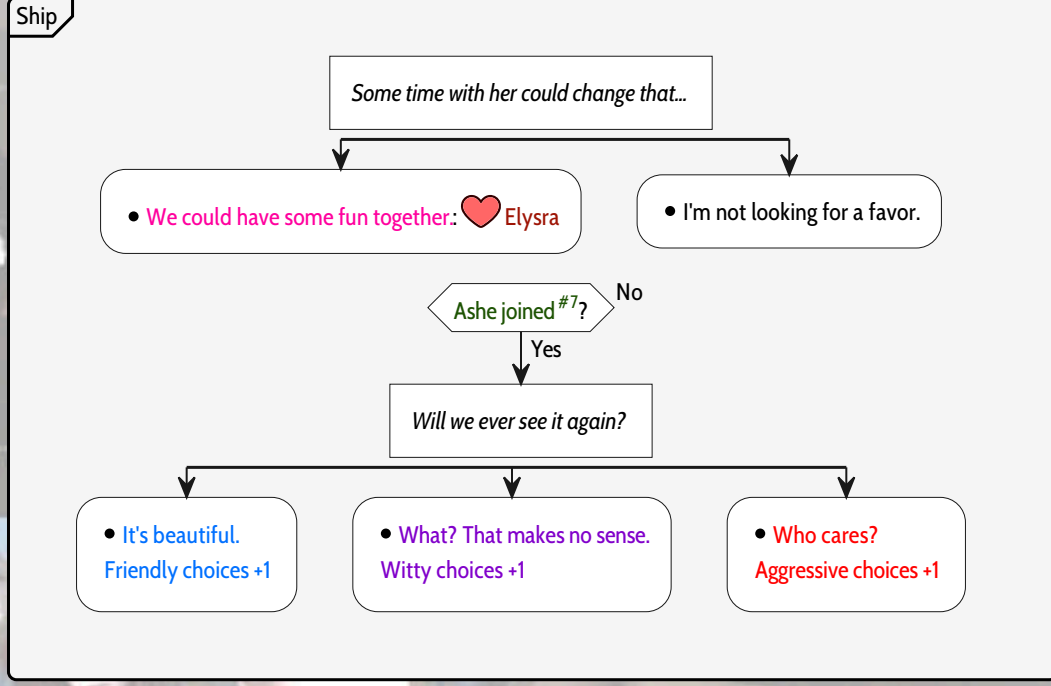 Ship
Some time with her could change that...
• We could have some fun together.: Elysra
• I'm not looking for a favor.
Ashe joined #7?
No
Yes
Will we ever see it again?
• It's beautiful.
Friendly choices +1
• What? That makes no sense.
Witty choices +1
• Who cares?
Aggressive choices +1